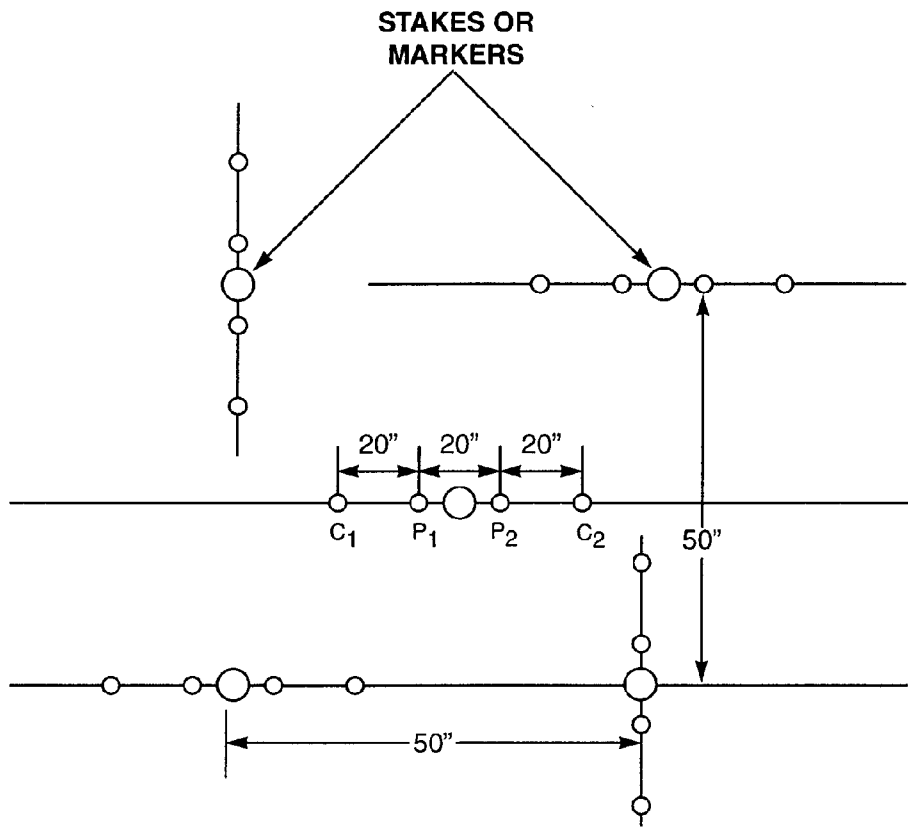 STAKES OR
MARKERS
20” 20” 20”
C1 P1 P2 C2
50”
50”